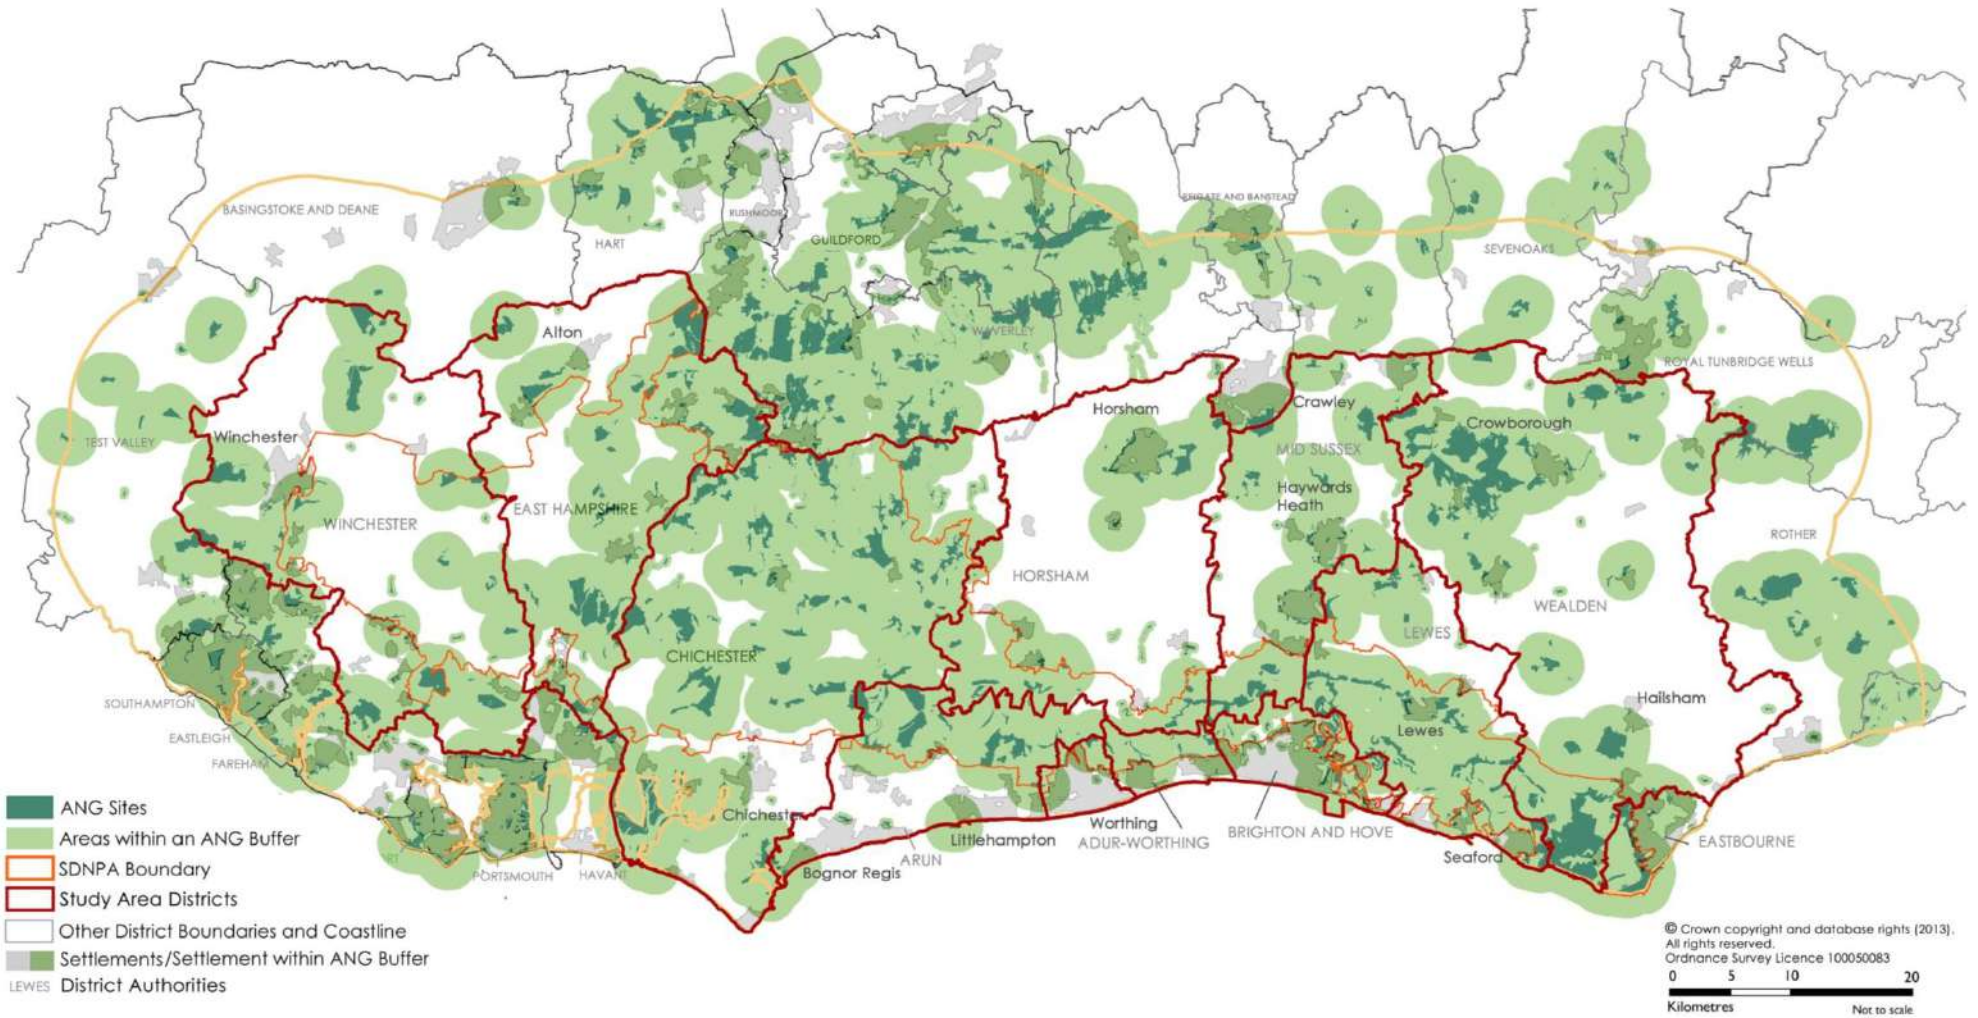 BASINGSTOKE AND DEANE
HART
RUSHMOOR
GUILDFORD
REIGATE AND BANSTEAD
SEVENOAKS
Alton
WAVERLEY
ROYAL TUNBRIDGE WELLS
TEST VALLEY
Winchester
Horsham
Crawley
Crowborough
MID SUSSEX
Haywards
Heath
WINCHESTER
EAST HAMPSHIRE
ROTHER
HORSHAM
WEALDEN
LEWES
CHICHESTER
SOUTHAMPTON
EASTLEIGH
FAREHAM
Hailsham
Lewes
Chichester
Littlehampton
Worthing
ADUR-WORTHING
BRIGHTON AND HOVE
EASTBOURNE
Seaford
ARUN
Bognor Regis
PORTSMOUTH
HAVANT
ANG Sites
Areas within an ANG Buffer
SDNPA Boundary
Study Area Districts
Other District Boundaries and Coastline
Settlements/Settlement within ANG Buffer
LEWES District Authorities
© Crown copyright and database rights (2013).
All rights reserved.
Ordnance Survey Licence 100050083
0 5 10 20
Kilometres Not to scale